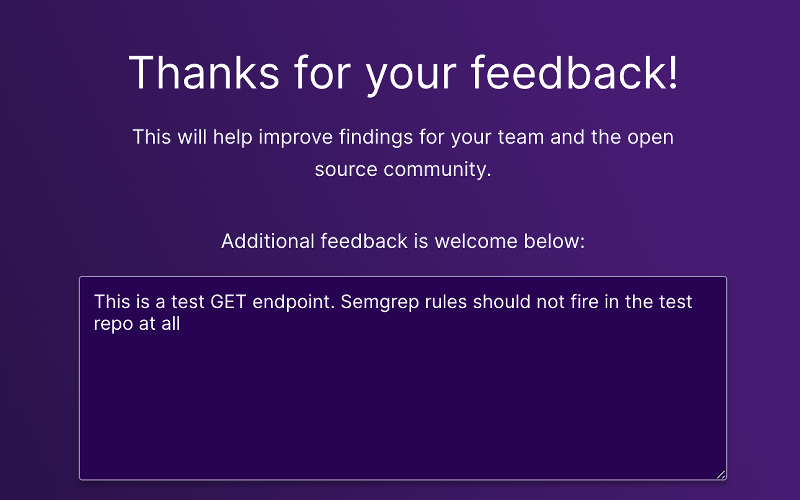 Thanks for your feedback!
This will help improve findings for your team and the open
source community.
Additional feedback is welcome below:
This is a test GET endpoint. Semgrep rules should not fire in the test
repo at all